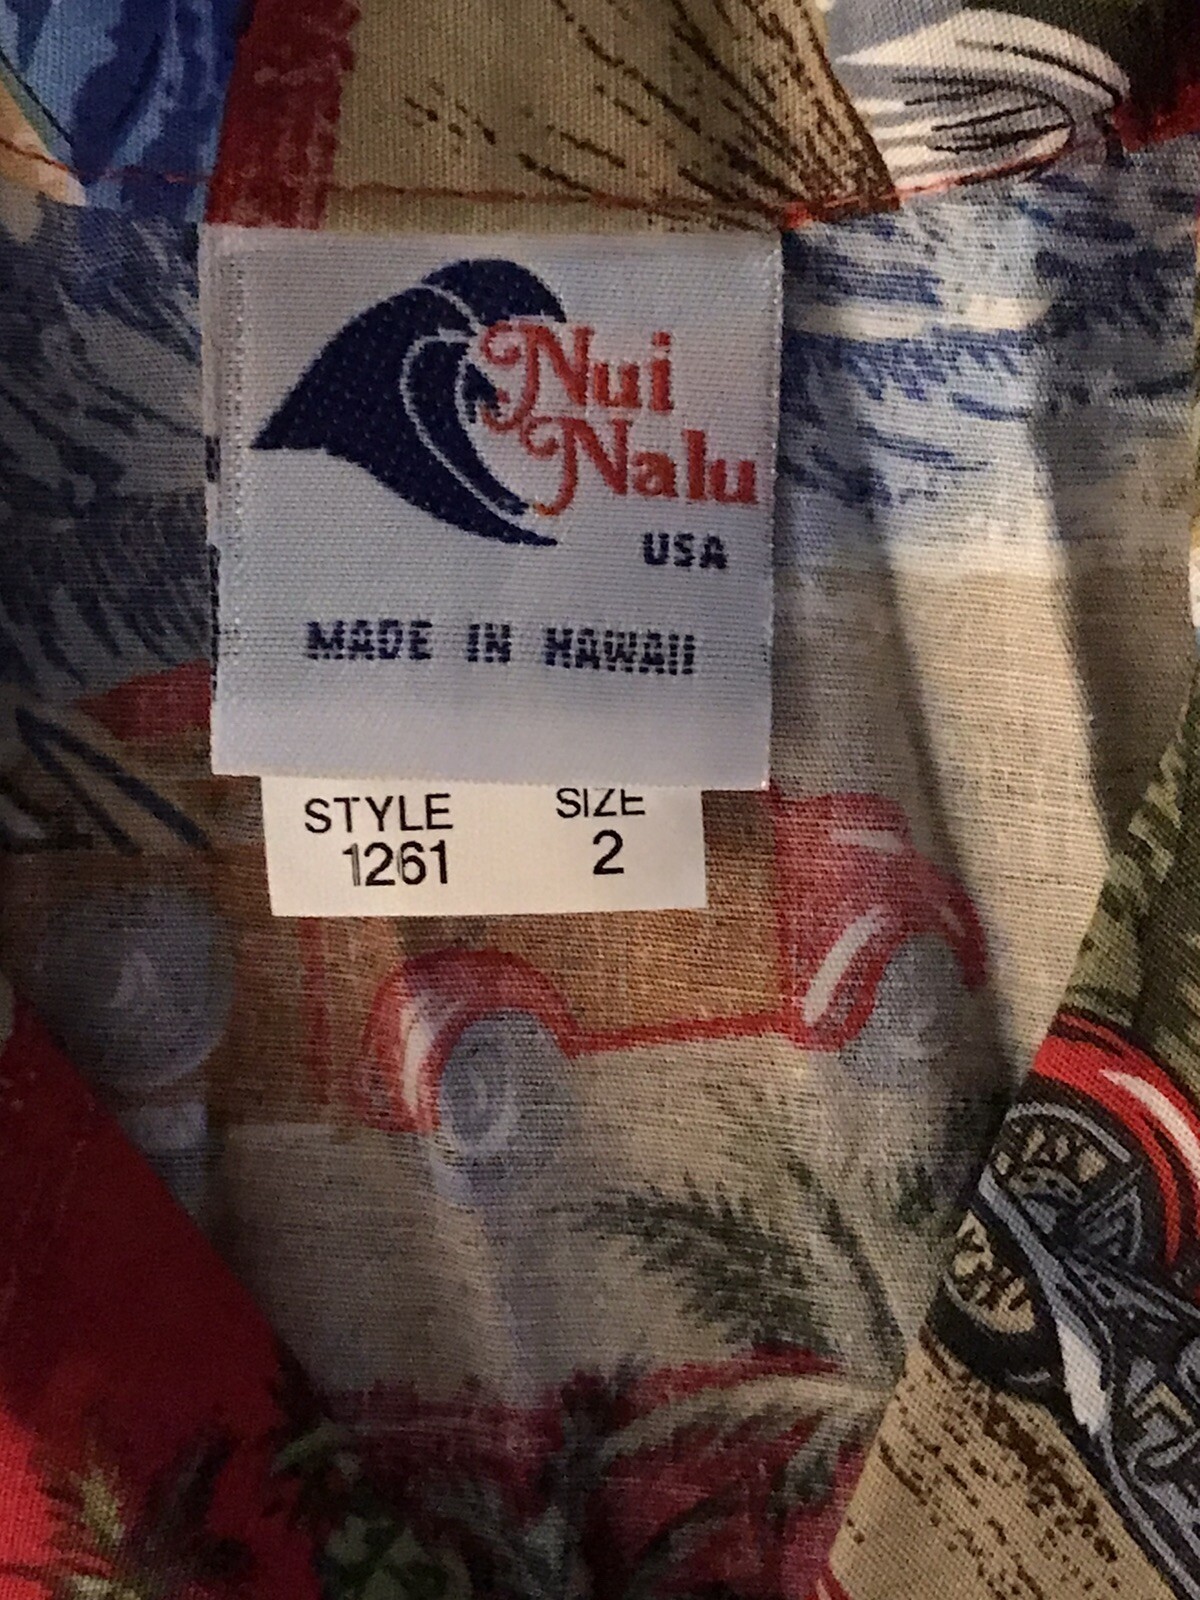 Nui
Nalu
USA
MADE IN HAWAII
STYLE SIZE
1261 2